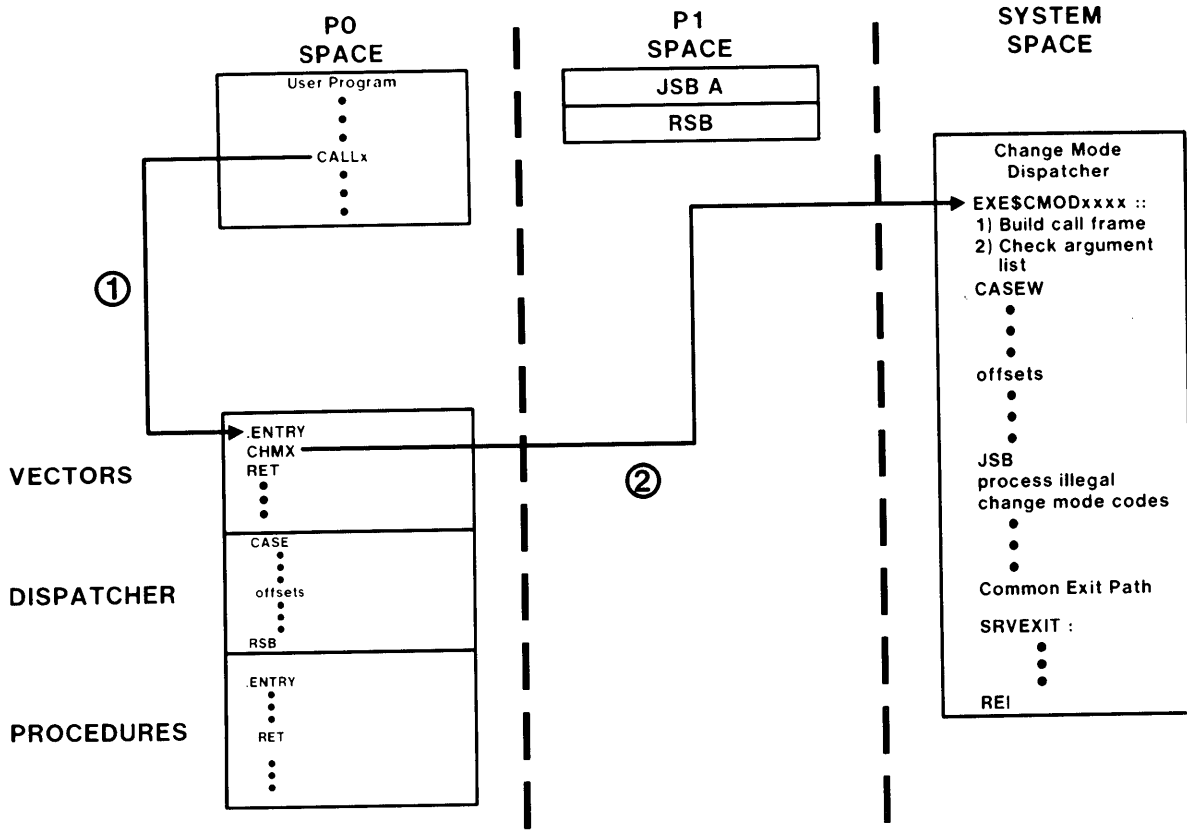 P0
SPACE
User Program
CALLx
P1
SPACE
JSB A
RSB
SYSTEM
SPACE
Change Mode
Dispatcher
EXE$CMODxxxx ::
1) Build call frame
2) Check argument
list
CASEW
offsets
JSB
process illegal
change mode codes
Common Exit Path
SRVEXIT :
REI
①
②
VECTORS
.ENTRY
CHMX
RET
DISPATCHER
CASE
offsets
RSB
PROCEDURES
.ENTRY
RET